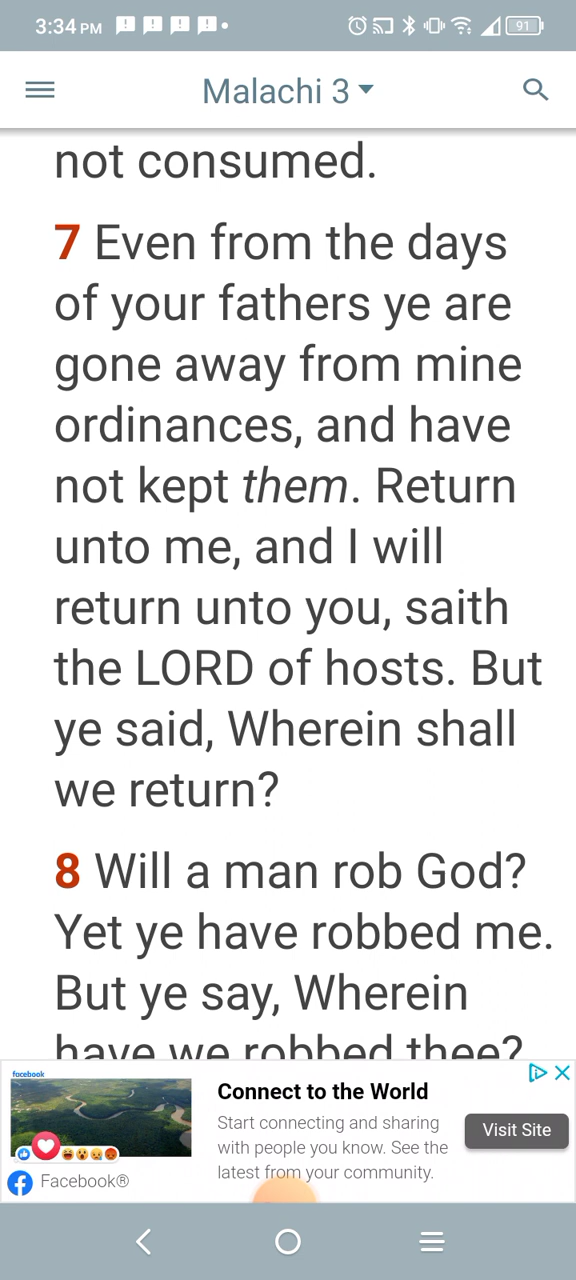 3:34 PM
91
Malachi 3
not consumed.
7 Even from the days
of your fathers ye are
gone away from mine
ordinances, and have
not kept them. Return
unto me, and I will
return unto you, saith
the LORD of hosts. But
ye said, Wherein shall
we return?
8 Will a man rob God?
Yet ye have robbed me.
But ye say, Wherein
have we robbed thee?
facebook
Connect to the World
Start connecting and sharing
with people you know. See the
latest from your community.
Visit Site
Facebook®